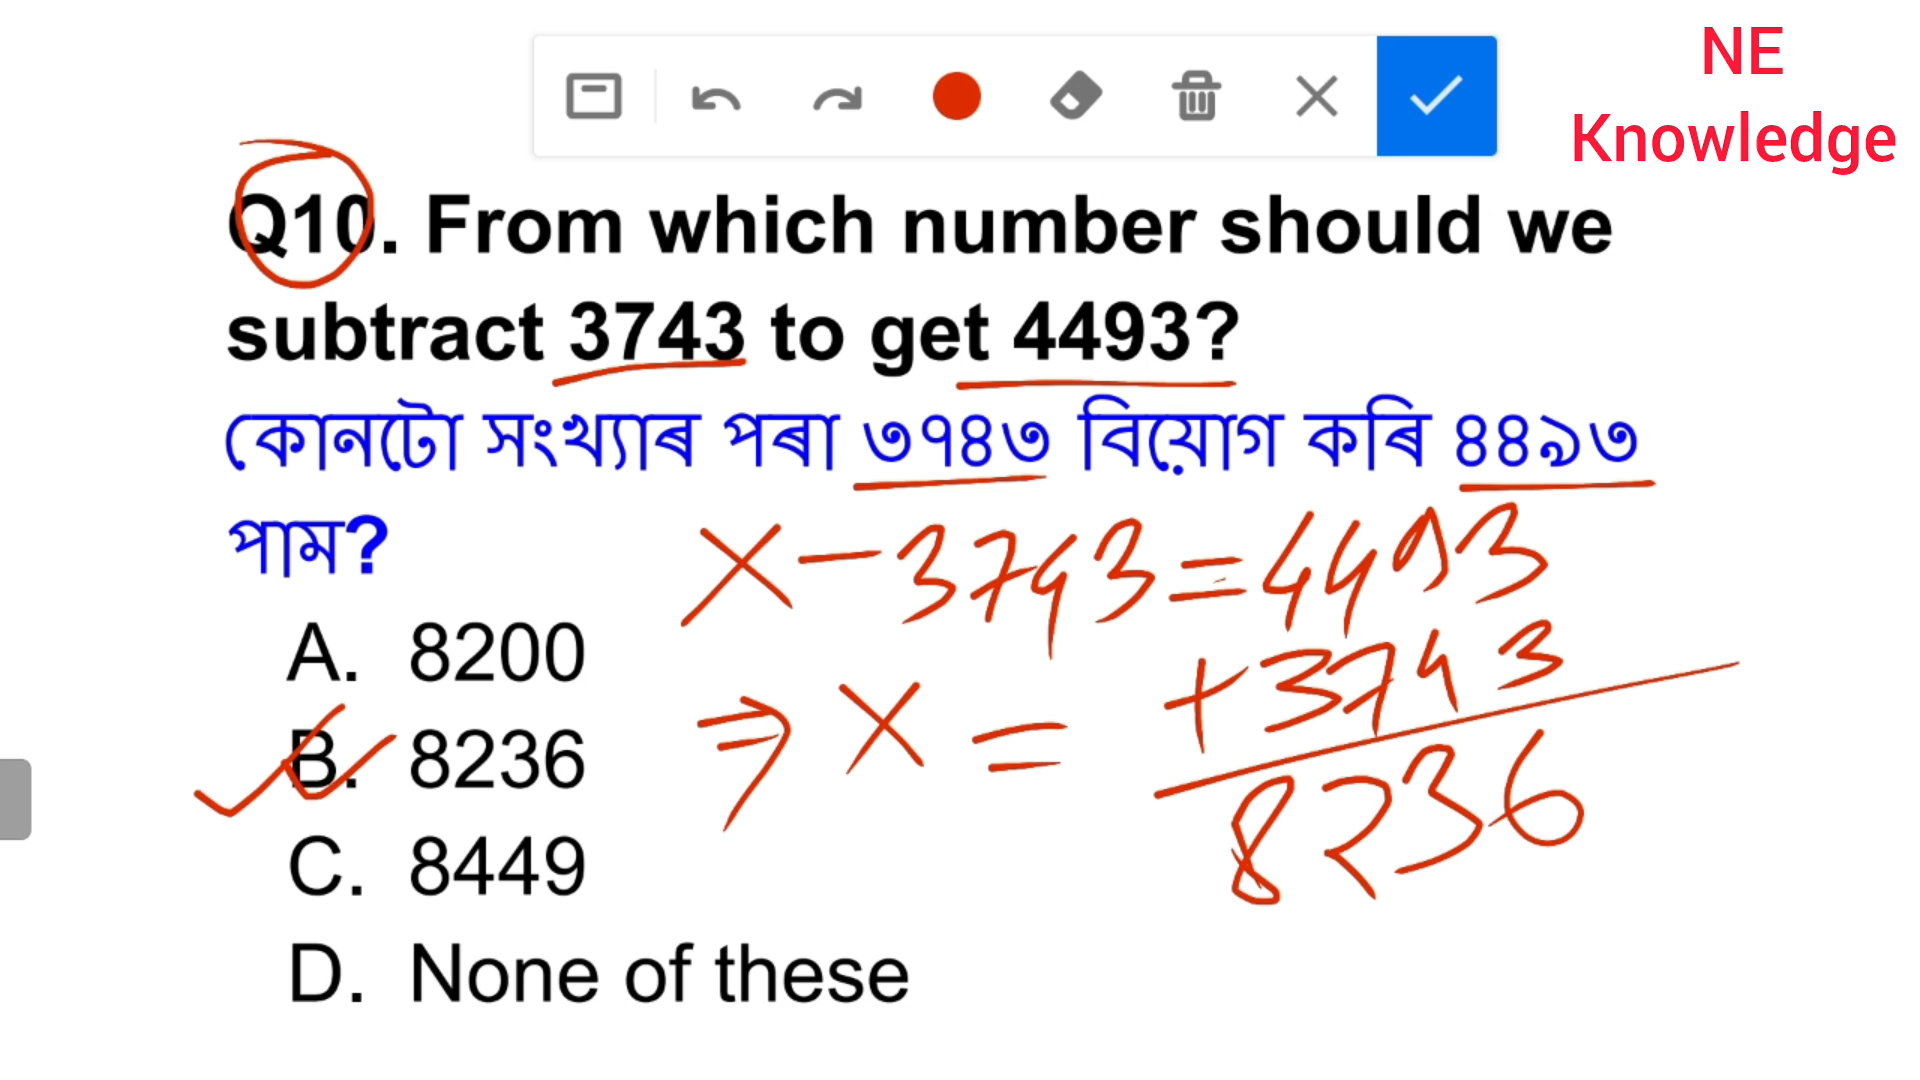 NE
Knowledge
Q10. From which number should we
subtract 3743 to get 4493?
কোনটো সংখ্যাৰ পৰা ৩৭৪৩ বিয়োগ কৰি ৪৪৯৩
পাম?
X - 3743 = 4493
A. 8200
+ 3743
B. 8236
⇒ X =
8236
C. 8449
D. None of these